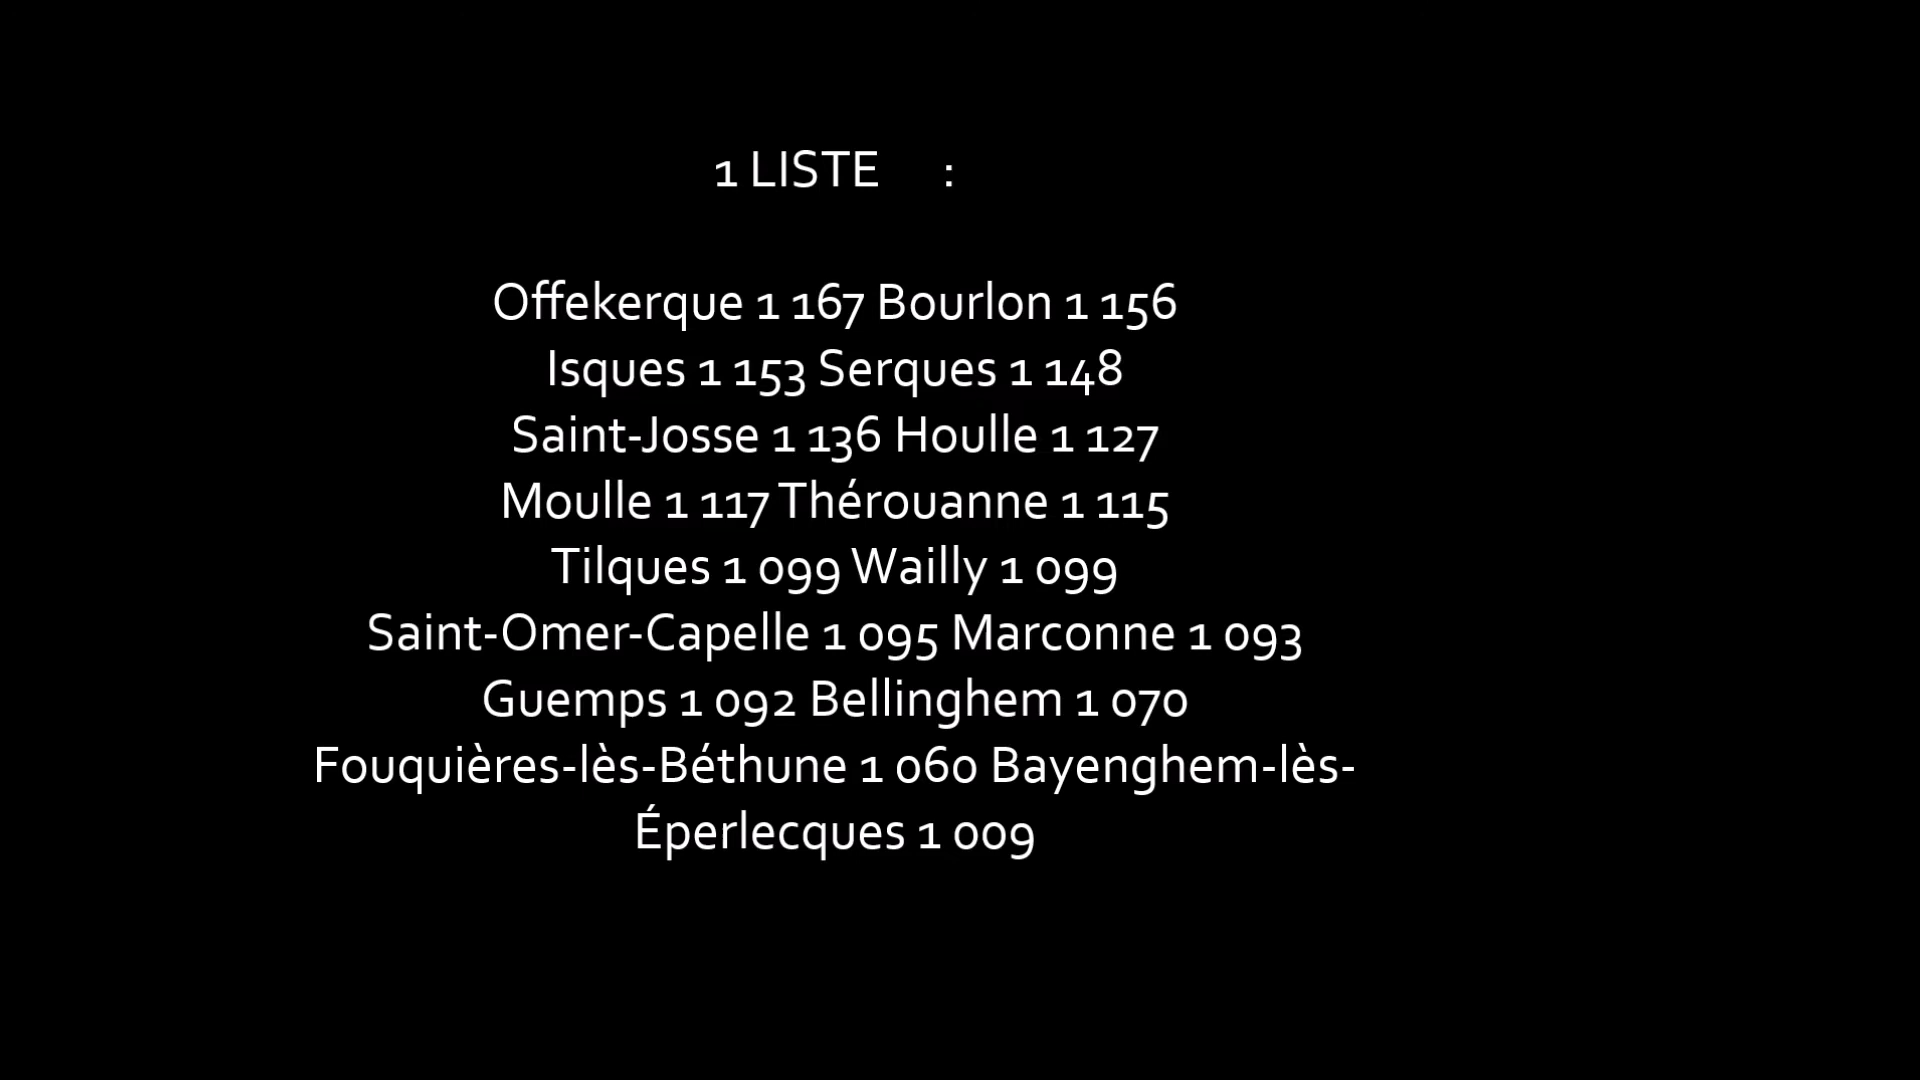 1 LISTE :
Offekerque 1 167 Bourlon 1 156
Isques 1 153 Serques 1 148
Saint-Josse 1 136 Houlle 1 127
Moulle 1 117 Thérouanne 1 115
Tilques 1 099 Wailly 1 099
Saint-Omer-Capelle 1 095 Marconne 1 093
Guemps 1 092 Bellinghem 1 070
Fouquières-lès-Béthune 1 060 Bayenghem-lès-
Éperlecques 1 009